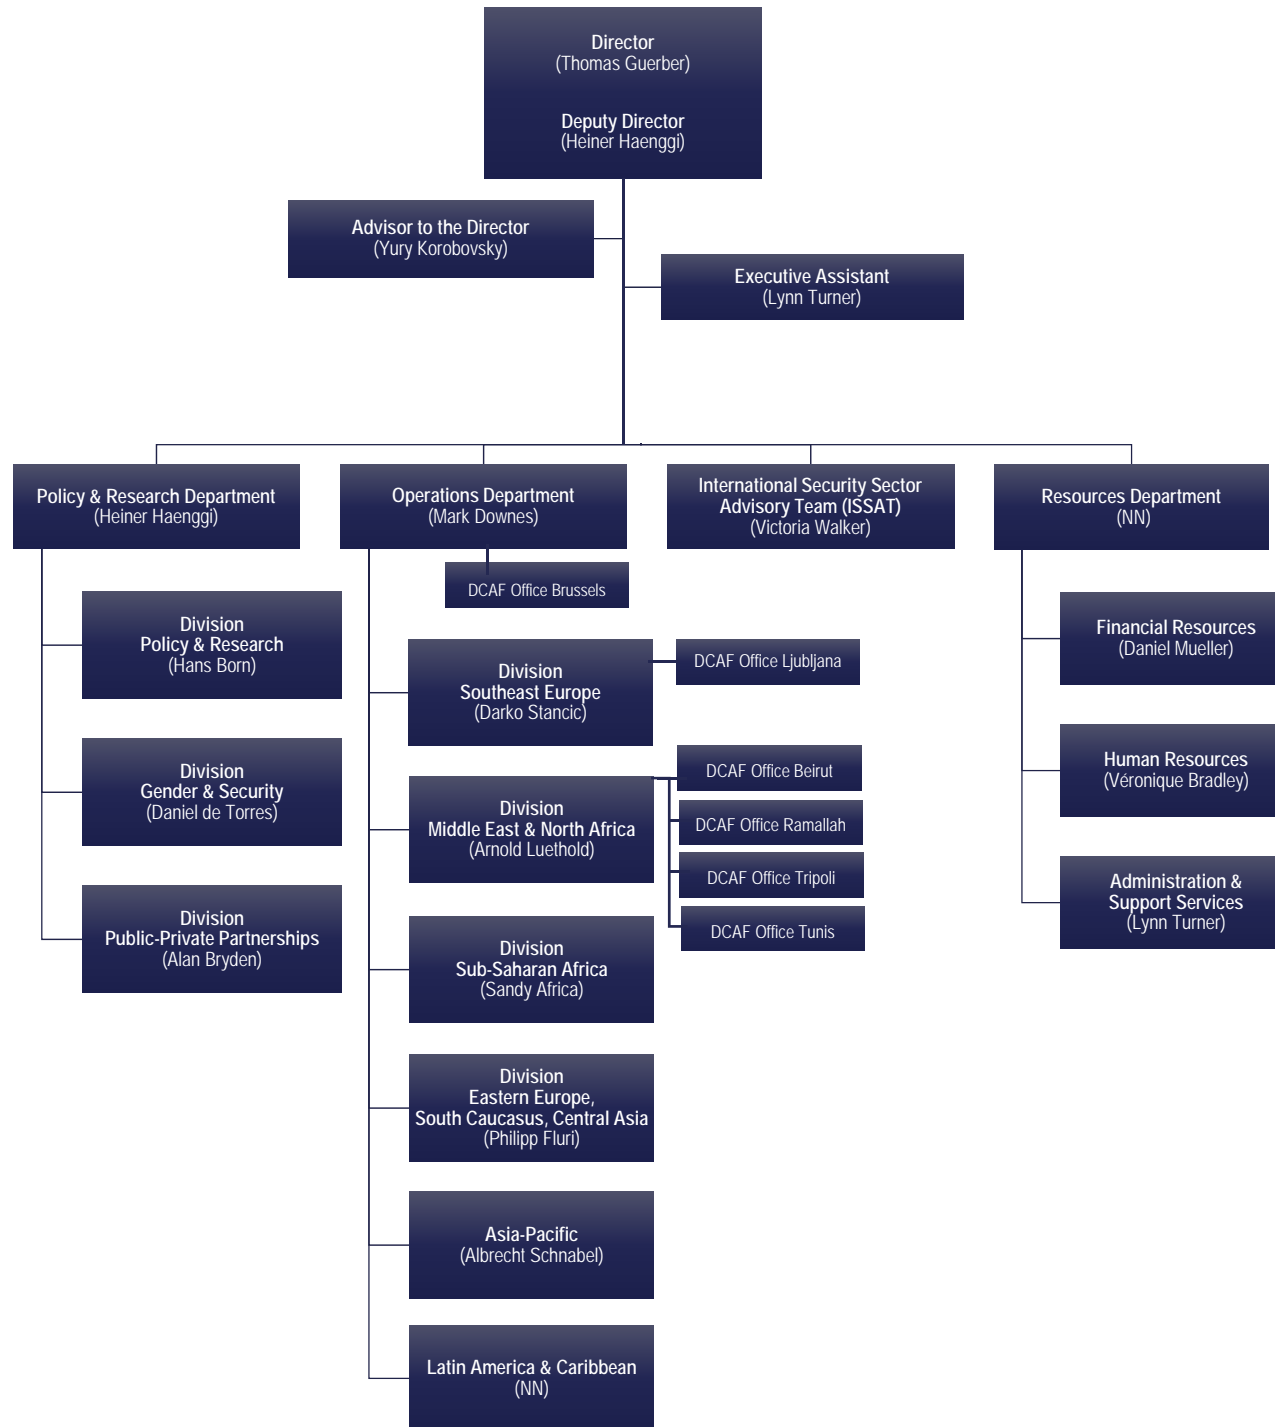 Director
(Thomas Guerber)
Deputy Director
(Heiner Haenggi)
Advisor to the Director
(Yury Korobovsky)
Executive Assistant
(Lynn Turner)
Policy & Research Department
(Heiner Haenggi)
Operations Department
(Mark Downes)
International Security Sector
Advisory Team (ISSAT)
(Victoria Walker)
Resources Department
(NN)
Division
Policy & Research
(Hans Born)
Division
Gender & Security
(Daniel de Torres)
Division
Public-Private Partnerships
(Alan Bryden)
DCAF Office Brussels
Division
Southeast Europe
(Darko Stancic)
DCAF Office Ljubljana
Division
Middle East & North Africa
(Arnold Luethold)
DCAF Office Beirut
DCAF Office Ramallah
DCAF Office Tripoli
DCAF Office Tunis
Division
Sub-Saharan Africa
(Sandy Africa)
Division
Eastern Europe,
South Caucasus, Central Asia
(Philipp Fluri)
Asia-Pacific
(Albrecht Schnabel)
Latin America & Caribbean
(NN)
Financial Resources
(Daniel Mueller)
Human Resources
(Véronique Bradley)
Administration &
Support Services
(Lynn Turner)